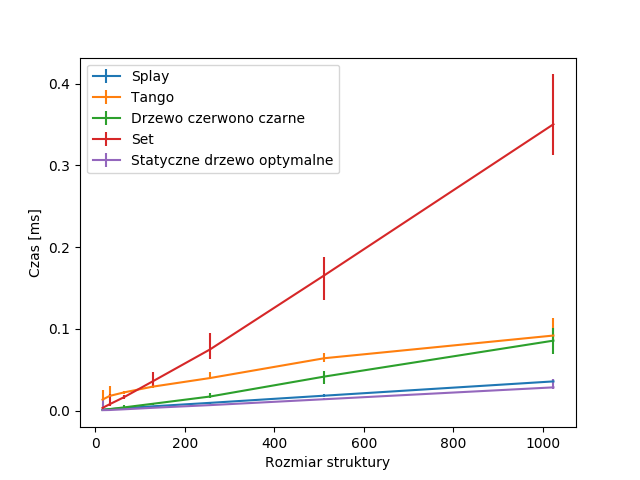 Splay
Tango
Drzewo czerwono czarne
Set
Statyczne drzewo optymalne
Czas [ms]
0.4
0.3
0.2
0.1
0.0
0 200 400 600 800 1000
Rozmiar struktury